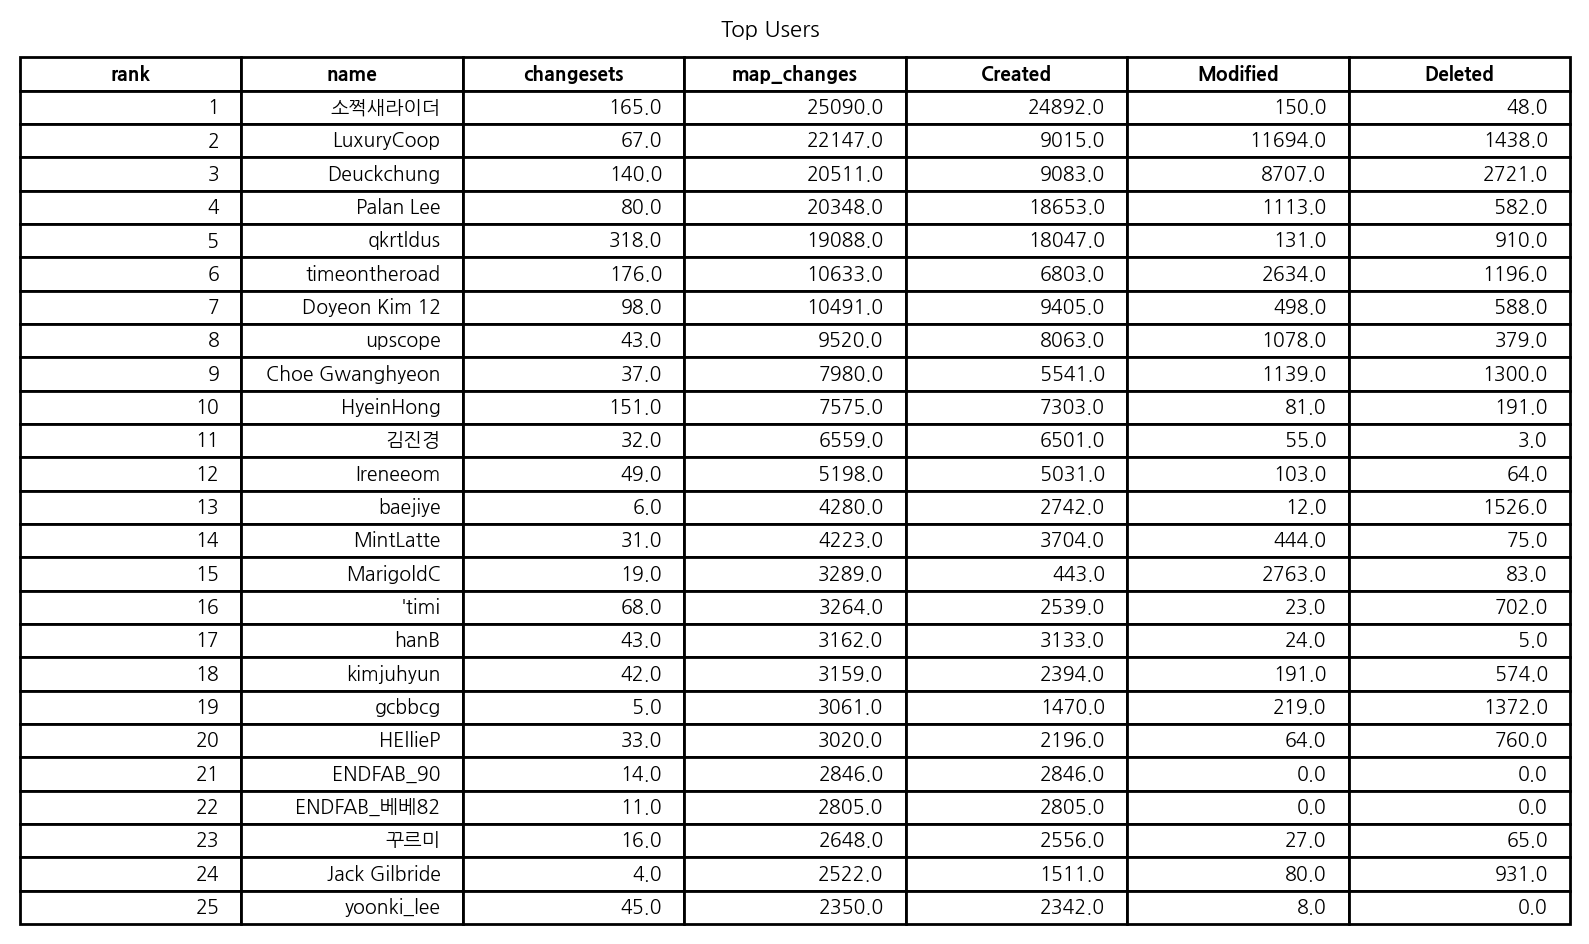 Top Users
rank name changesets map_changes Created Modified Deleted
1 소쩍새라이더 165.0 25090.0 24892.0 150.0 48.0
2 LuxuryCoop 67.0 22147.0 9015.0 11694.0 1438.0
3 Deuckchung 140.0 20511.0 9083.0 8707.0 2721.0
4 Palan Lee 80.0 20348.0 18653.0 1113.0 582.0
5 qkrtldus 318.0 19088.0 18047.0 131.0 910.0
6 timeontheroad 176.0 10633.0 6803.0 2634.0 1196.0
7 Doyeon Kim 12 98.0 10491.0 9405.0 498.0 588.0
8 upscope 43.0 9520.0 8063.0 1078.0 379.0
9 Choe Gwanghyeon 37.0 7980.0 5541.0 1139.0 1300.0
10 HyeinHong 151.0 7575.0 7303.0 81.0 191.0
11 김진경 32.0 6559.0 6501.0 55.0 3.0
12 Ireneeom 49.0 5198.0 5031.0 103.0 64.0
13 baejiye 6.0 4280.0 2742.0 12.0 1526.0
14 MintLatte 31.0 4223.0 3704.0 444.0 75.0
15 MarigoldC 19.0 3289.0 443.0 2763.0 83.0
16 'timi 68.0 3264.0 2539.0 23.0 702.0
17 hanB 43.0 3162.0 3133.0 24.0 5.0
18 kimjuhyun 42.0 3159.0 2394.0 191.0 574.0
19 gcbbcg 5.0 3061.0 1470.0 219.0 1372.0
20 HEllieP 33.0 3020.0 2196.0 64.0 760.0
21 ENDFAB_90 14.0 2846.0 2846.0 0.0 0.0
22 ENDFAB_베베82 11.0 2805.0 2805.0 0.0 0.0
23 꾸르미 16.0 2648.0 2556.0 27.0 65.0
24 Jack Gilbride 4.0 2522.0 1511.0 80.0 931.0
25 yoonki_lee 45.0 2350.0 2342.0 8.0 0.0